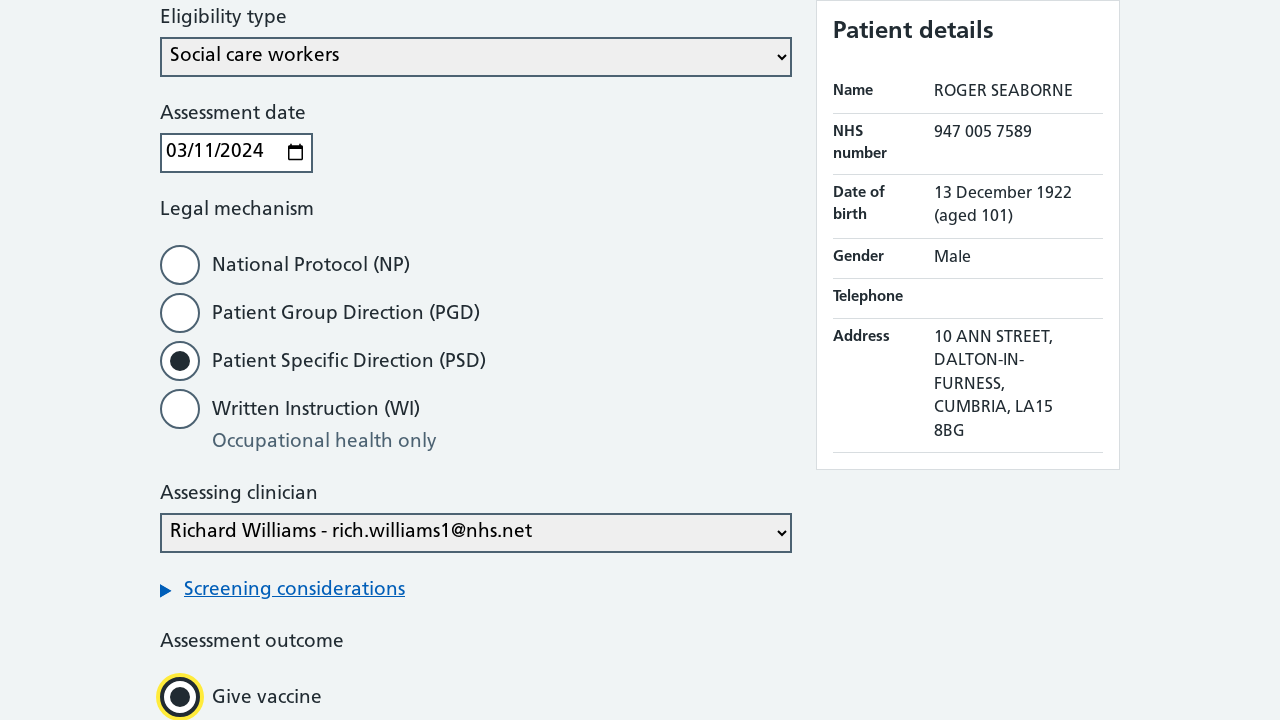 Eligibility type
Social care workers
Assessment date
03/11/2024
Legal mechanism
National Protocol (NP)
Patient Group Direction (PGD)
Patient Specific Direction (PSD)
Written Instruction (WI)
Occupational health only
Assessing clinician
Richard Williams - rich.williams1@nhs.net
Screening considerations
Assessment outcome
Give vaccine
Patient details
Name ROGER SEABORNE
NHS number 947 005 7589
Date of birth 13 December 1922
(aged 101)
Gender Male
Telephone
Address 10 ANN STREET,
DALTON-IN-
FURNESS,
CUMBRIA, LA15
8BG